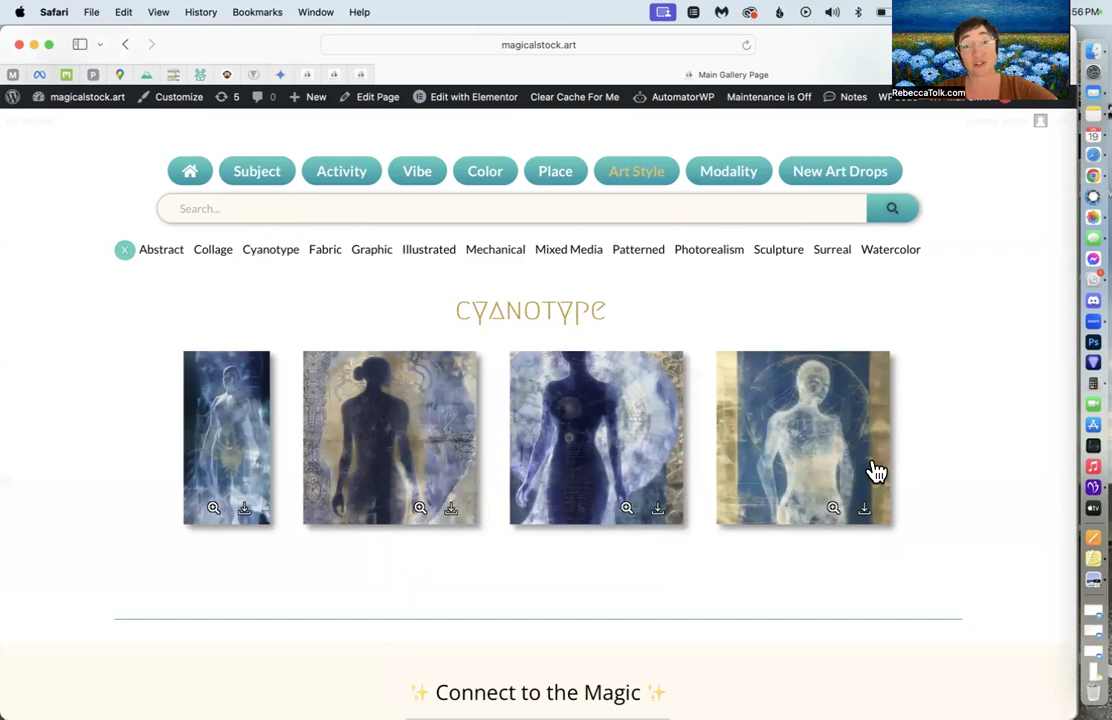 Safari File Edit View History Bookmarks Window Help
56 PM
magicalstock.art
Main Gallery Page
RebeccaTolk.com
magicalstock.art Customize 5 0 New Edit Page Edit with Elementor Clear Cache For Me AutomatorWP Maintenance is Off Notes
Subject Activity Vibe Color Place Art Style Modality New Art Drops
Search...
X Abstract Collage Cyanotype Fabric Graphic Illustrated Mechanical Mixed Media Patterned Photorealism Sculpture Surreal Watercolor
CYANOTYPE
✨ Connect to the Magic ✨